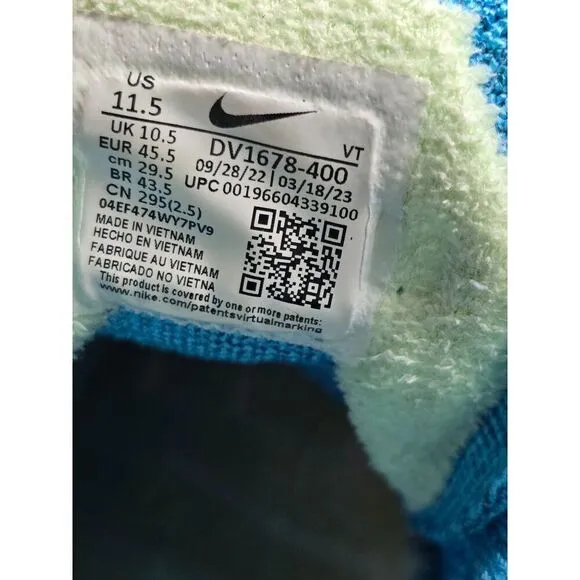 US
11.5
UK 10.5
EUR 45.5
cm 29.5
BR 43.5
CN 295(2.5)
DV1678-400 VT
09/28/22 | 03/18/23
UPC 00196604339100
04EF474WY7PV9
MADE IN VIETNAM
HECHO EN VIETNAM
FABRIQUE AU VIETNAM
FABRICADO NO VIETNA
This product is covered by one or more patents:
www.nike.com/patentsvirtualmarking